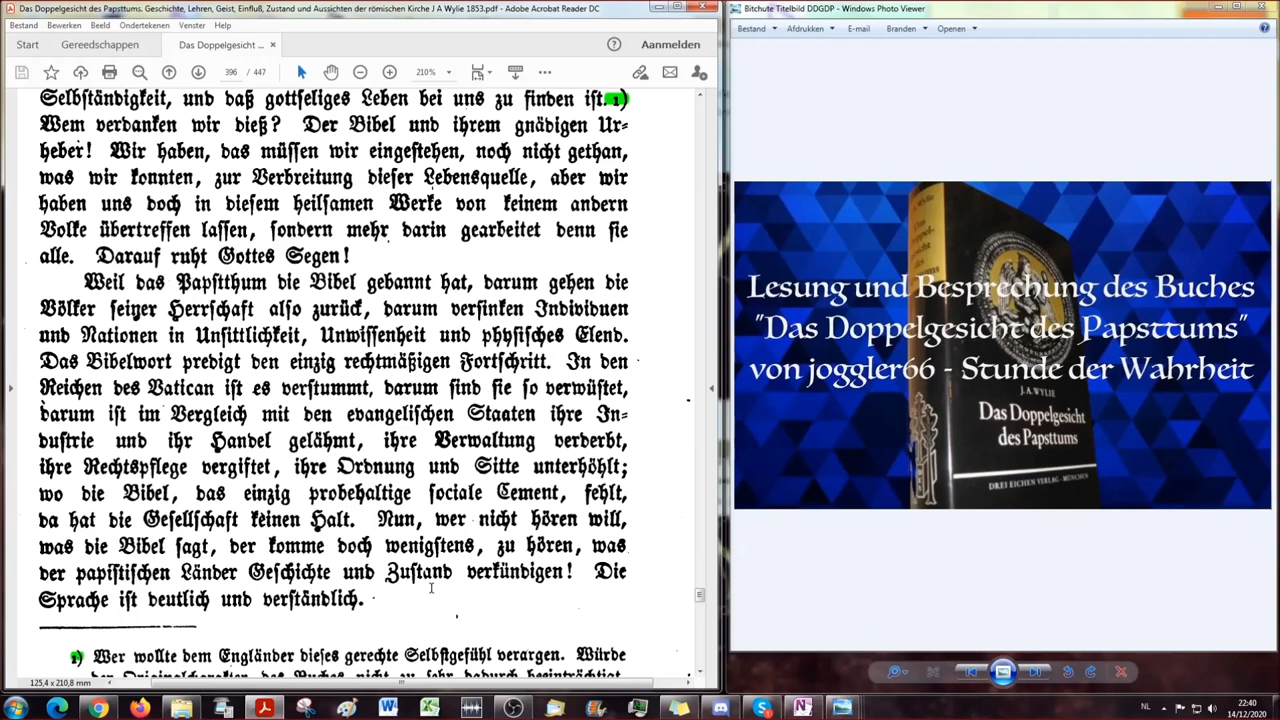 Das Doppelgesicht des Papsttums. Geschichte, Lehren, Geist, Einfluß, Zustand und Aussichten der römischen Kirche J A Wylie 1853.pdf - Adobe Acrobat Reader DC
Bestand Bewerken Beeld Ondertekenen Venster Help
Start Gereedschappen Das Doppelgesicht ... × Anmelden
396 / 447 210%
Selbständigkeit, und daß gottseliges Leben bei uns zu finden ist. 1)
Wem verdanken wir dieß? Der Bibel und ihrem gnädigen Ur=
heber! Wir haben, das müssen wir eingestehen, noch nicht gethan,
was wir konnten, zur Verbreitung dieser Lebensquelle, aber wir
haben uns doch in diesem heilsamen Werke von keinem andern
Volke übertreffen lassen, sondern mehr darin gearbeitet denn sie
alle. Darauf ruht Gottes Segen!
Weil das Papstthum die Bibel gebannt hat, darum gehen die
Völker seiner Herrschaft also zurück, darum versinken Individuen
und Nationen in Unsittlichkeit, Unwissenheit und physisches Elend.
Das Bibelwort predigt den einzig rechtmäßigen Fortschritt. In den
Reichen des Vatican ist es verstummt, darum sind sie so verwüstet,
darum ist im Vergleich mit den evangelischen Staaten ihre In=
dustrie und ihr Handel gelähmt, ihre Verwaltung verderbt,
ihre Rechtspflege vergiftet, ihre Ordnung und Sitte unterhöhlt;
wo die Bibel, das einzig probehaltige sociale Cement, fehlt,
da hat die Gesellschaft keinen Halt. Nun, wer nicht hören will,
was die Bibel sagt, der komme doch wenigstens, zu hören, was
der papistischen Länder Geschichte und Zustand verkündigen! Die
Sprache ist deutlich und verständlich.
1) Wer wollte dem Engländer dieses gerechte Selbstgefühl verargen. Würde
der Originalcharakter des Buches nicht zu sehr dadurch beeinträchtigt
125,4 x 210,8 mm
Bitchute Titelbild DDGDP - Windows Photo Viewer
Bestand Afdrukken E-mail Branden Openen
Lesung und Besprechung des Buches
"Das Doppelgesicht des Papsttums"
von joggler66 - Stunde der Wahrheit
J.A.WYLIE
Das Doppelgesicht
des Papsttums
DREI EICHEN VERLAG · MÜNCHEN
NL 22:40
14/12/2020